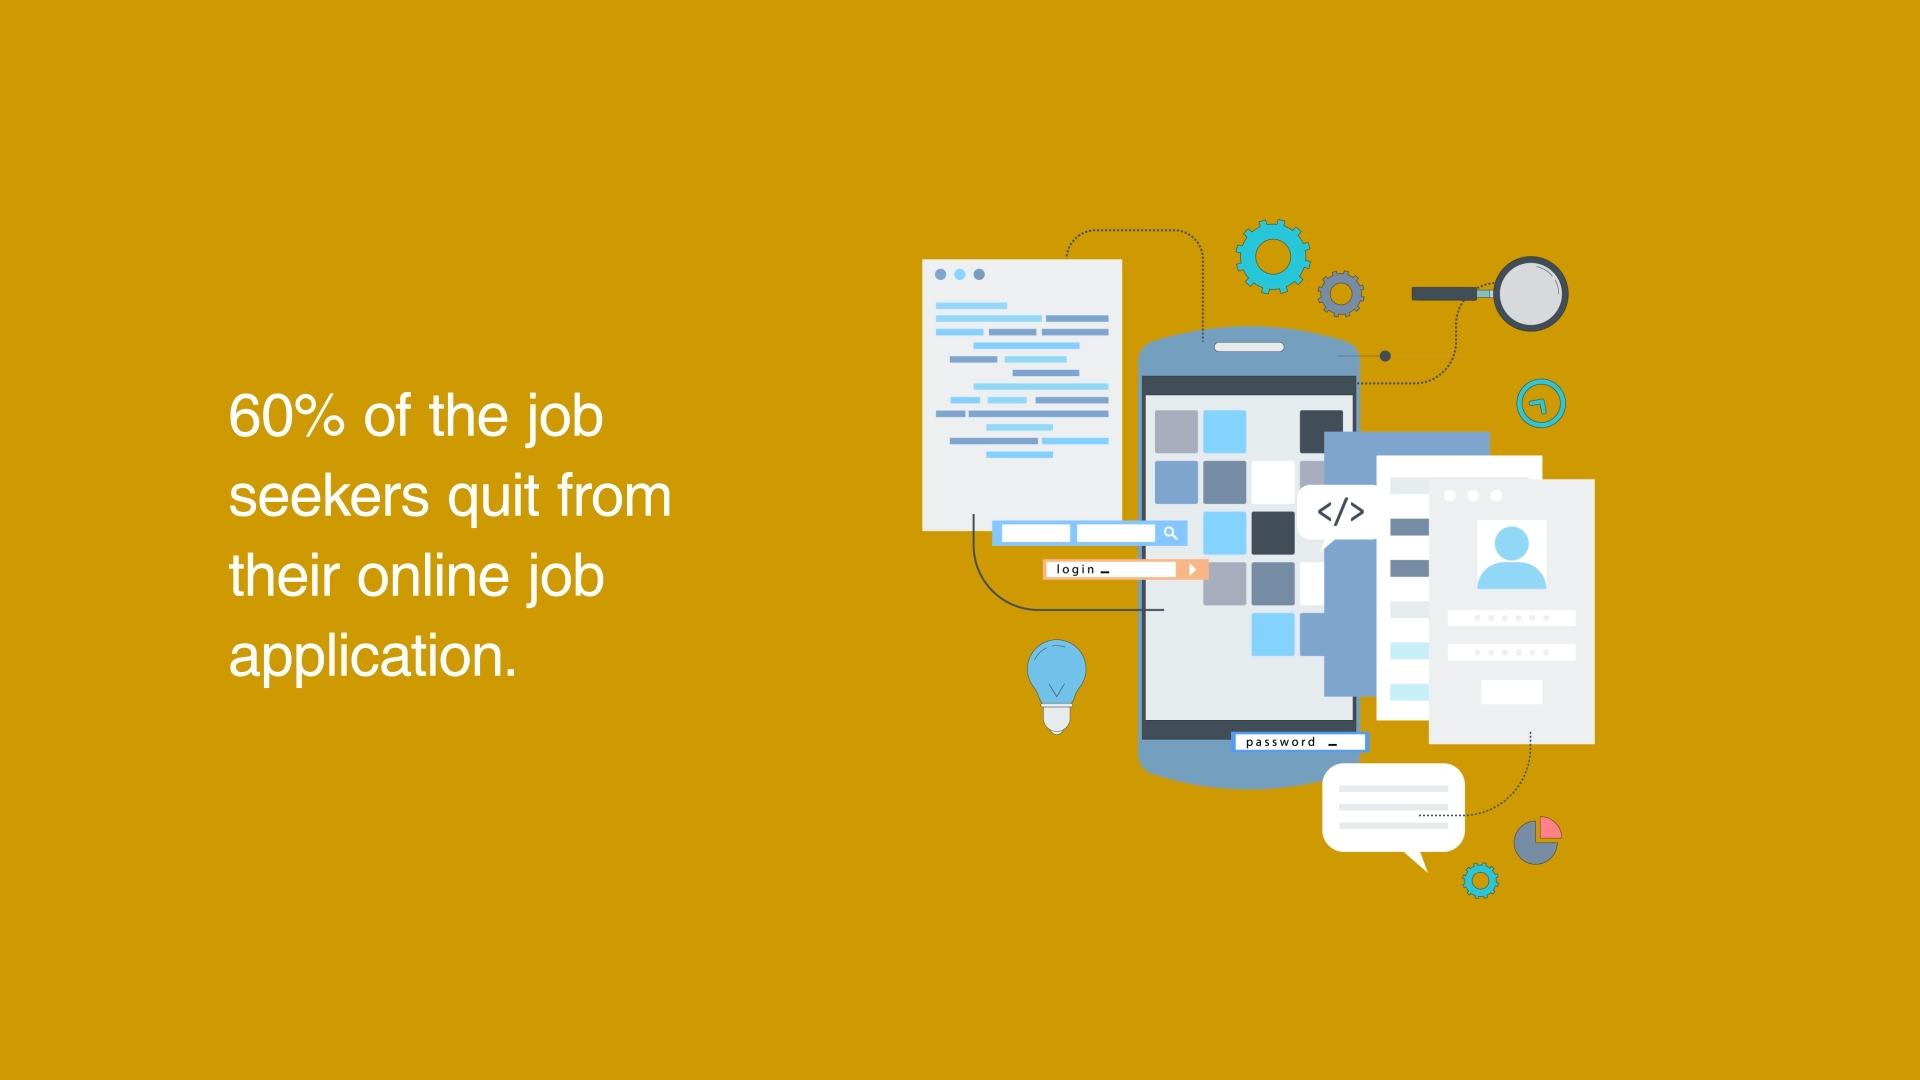 60% of the job
seekers quit from
their online job
application.
</>
login _
password _